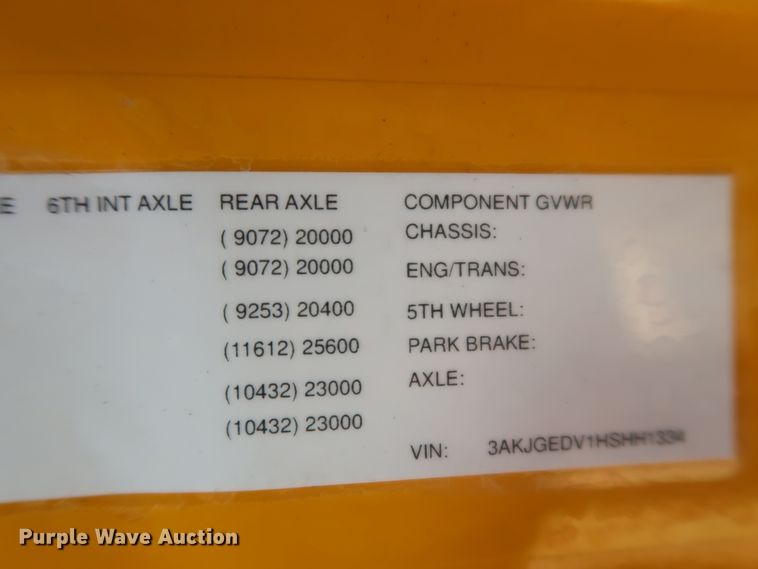 E 6TH INT AXLE REAR AXLE COMPONENT GVWR
( 9072) 20000 CHASSIS:
( 9072) 20000 ENG/TRANS:
( 9253) 20400 5TH WHEEL:
(11612) 25600 PARK BRAKE:
(10432) 23000 AXLE:
(10432) 23000
VIN: 3AKJGEDV1HSHH1334
Purple Wave Auction